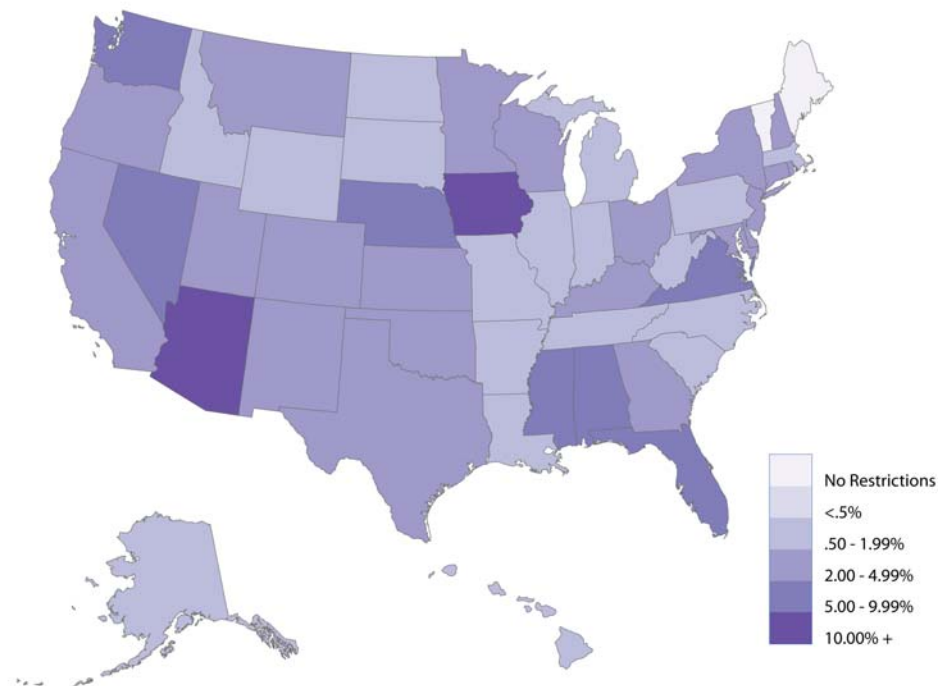 No Restrictions
<.5%
.50 - 1.99%
2.00 - 4.99%
5.00 - 9.99%
10.00% +